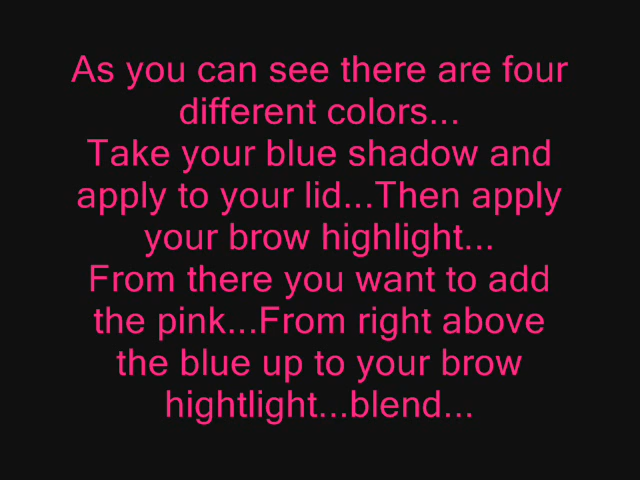 As you can see there are four
different colors...
Take your blue shadow and
apply to your lid...Then apply
your brow highlight...
From there you want to add
the pink...From right above
the blue up to your brow
hightlight...blend...